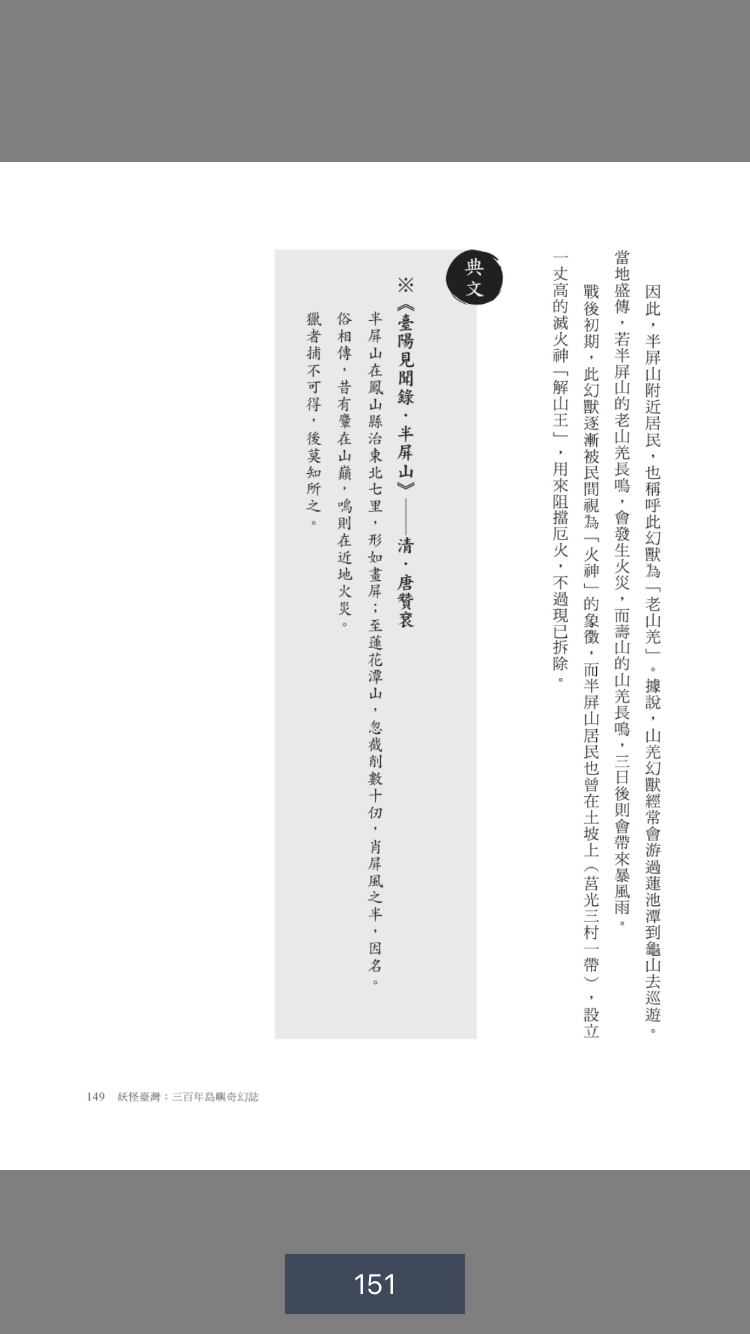 因此，半屏山附近居民，也稱呼此幻獸為「老山羌」。據說，山羌幻獸經常會游過蓮池潭到龜山去巡遊。
當地盛傳，若半屏山的老山羌長鳴，會發生火災，而壽山的山羌長鳴，三日後則會帶來暴風雨。
戰後初期，此幻獸逐漸被民間視為「火神」的象徵，而半屏山居民也曾在土坡上（莒光三村一帶），設立
一丈高的滅火神「解山王」，用來阻擋厄火，不過現已拆除。
典文
※《臺陽見聞錄·半屏山》——清·唐贊袞
半屏山在鳳山縣治東北七里，形如畫屏；至蓮花潭山，忽截削數十仞，肖屏風之半，因名。
俗相傳，昔有麞在山巔，鳴則在近地火災。
獵者捕不可得，後莫知所之。
149 妖怪臺灣：三百年島嶼奇幻誌
151